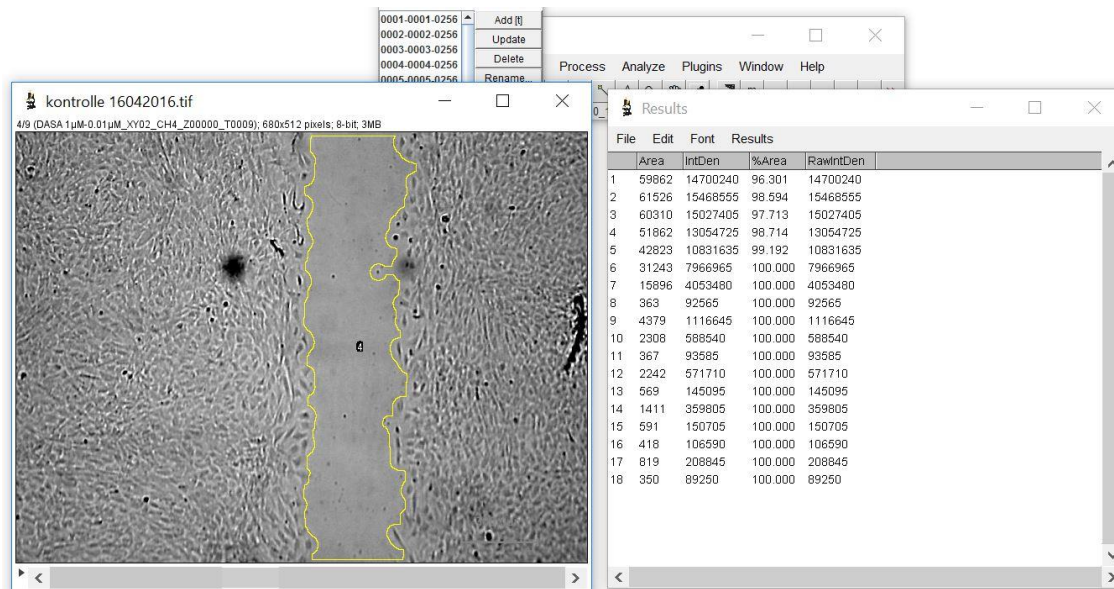 0001-0001-0256
0002-0002-0256
0003-0003-0256
0004-0004-0256
0005-0005-0256
Add [t]
Update
Delete
Rename...
Process Analyze Plugins Window Help
kontrolle 16042016.tif
4/9 (DASA 1µM-0.01µM_XY02_CH4_Z00000_T0009); 680x512 pixels; 8-bit; 3MB
4
Results
File Edit Font Results
Area IntDen %Area RawIntDen
1 59862 14700240 96.301 14700240
2 61526 15468555 98.594 15468555
3 60310 15027405 97.713 15027405
4 51862 13054725 98.714 13054725
5 42823 10831635 99.192 10831635
6 31243 7966965 100.000 7966965
7 15896 4053480 100.000 4053480
8 363 92565 100.000 92565
9 4379 1116645 100.000 1116645
10 2308 588540 100.000 588540
11 367 93585 100.000 93585
12 2242 571710 100.000 571710
13 569 145095 100.000 145095
14 1411 359805 100.000 359805
15 591 150705 100.000 150705
16 418 106590 100.000 106590
17 819 208845 100.000 208845
18 350 89250 100.000 89250